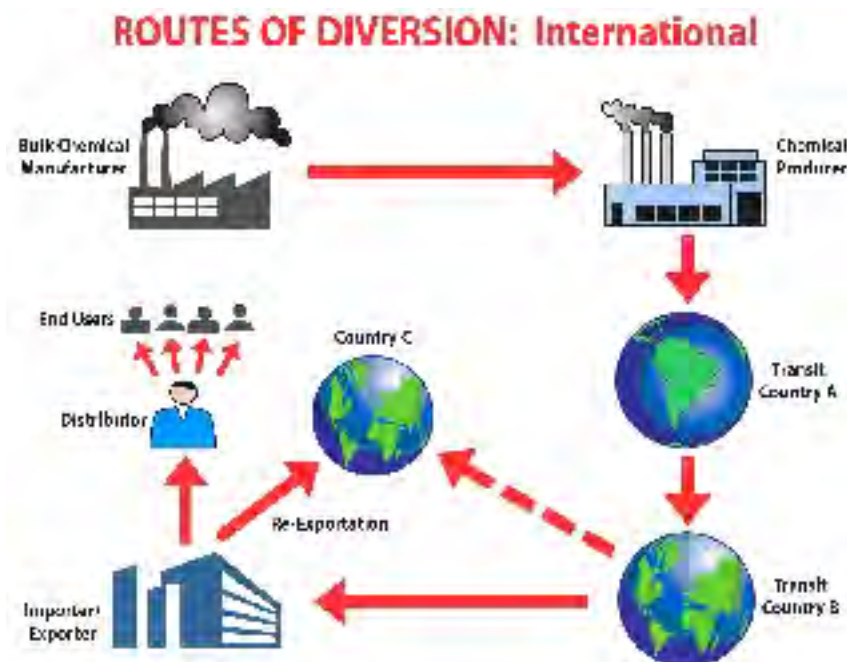 ROUTES OF DIVERSION: International
Bulk Chemical
Manufacturer
Chemical
Producer
End Users
Country C
Transit
Country A
Distributor
Re-Exportation
Importer/
Exporter
Transit
Country B